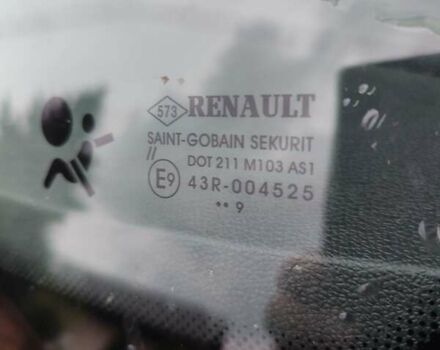 573 RENAULT
SAINT-GOBAIN SEKURIT
//
DOT 211 M103 AS1
E9 43R-004525
•• 9